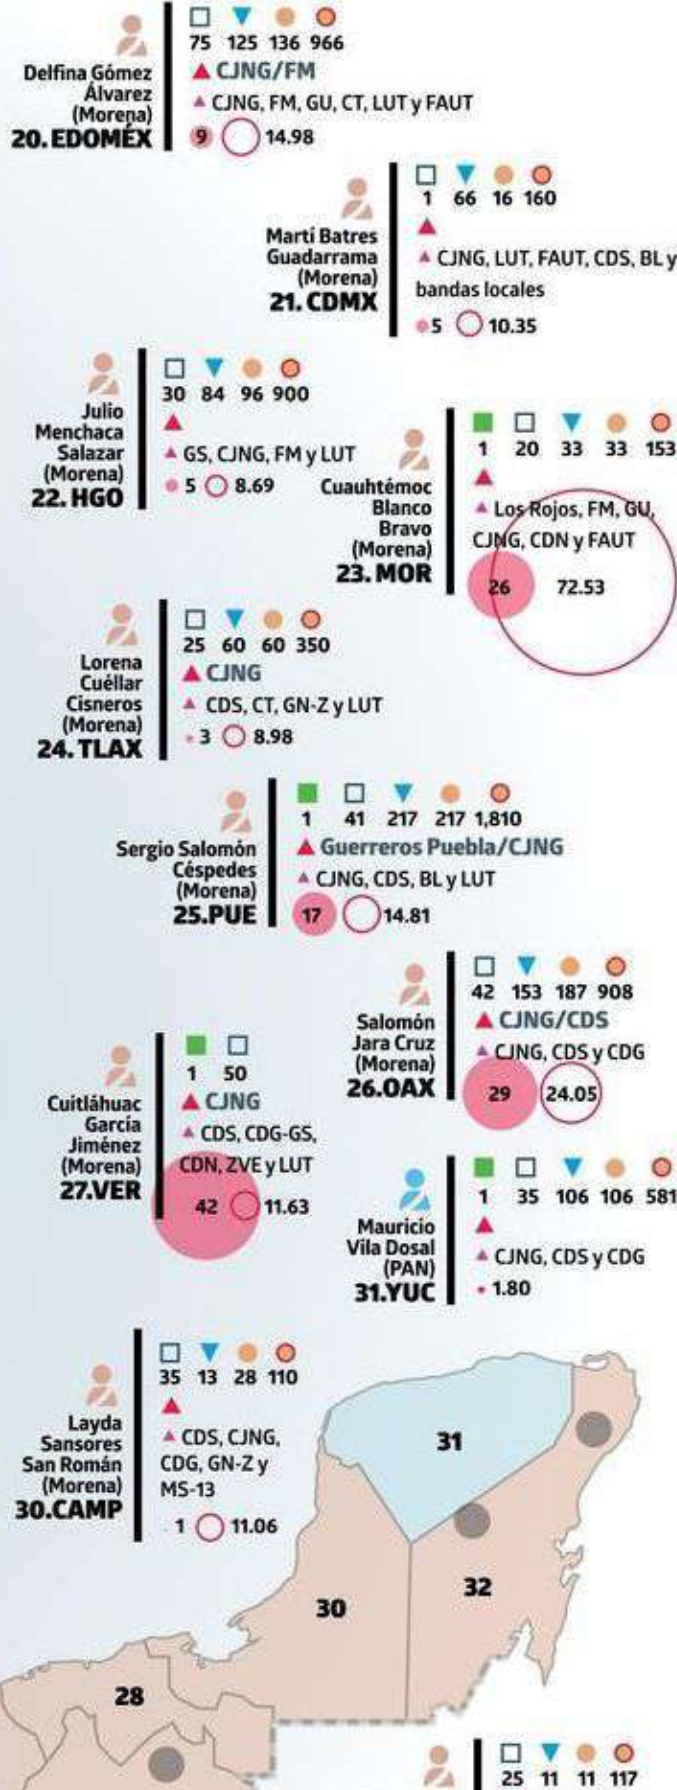 75 125 136 966
Delfina Gómez
Álvarez
(Morena)
20. EDOMÉX
CJNG/FM
CJNG, FM, GU, CT, LUT y FAUT
9 14.98
1 66 16 160
Martí Batres
Guadarrama
(Morena)
21. CDMX
CJNG, LUT, FAUT, CDS, BL y
bandas locales
5 10.35
30 84 96 900
Julio
Menchaca
Salazar
(Morena)
22. HGO
GS, CJNG, FM y LUT
5 8.69
1 20 33 33 153
Cuauhtémoc
Blanco
Bravo
(Morena)
23. MOR
Los Rojos, FM, GU,
CJNG, CDN y FAUT
26 72.53
25 60 60 350
Lorena
Cuéllar
Cisneros
(Morena)
24. TLAX
CJNG
CDS, CT, GN-Z y LUT
3 8.98
1 41 217 217 1,810
Sergio Salomón
Céspedes
(Morena)
25.PUE
Guerreros Puebla/CJNG
CJNG, CDS, BL y LUT
17 14.81
42 153 187 908
Salomón
Jara Cruz
(Morena)
26.OAX
CJNG/CDS
CJNG, CDS y CDG
29 24.05
1 50
Cuitláhuac
García
Jiménez
(Morena)
27.VER
CJNG
CDS, CDG-GS,
CDN, ZVE y LUT
42 11.63
1 35 106 106 581
Mauricio
Vila Dosal
(PAN)
31.YUC
CJNG, CDS y CDG
1.80
35 13 28 110
Layda
Sansores
San Román
(Morena)
30.CAMP
CDS, CJNG,
CDG, GN-Z y
MS-13
1 11.06
31
30
32
28
25 11 11 117